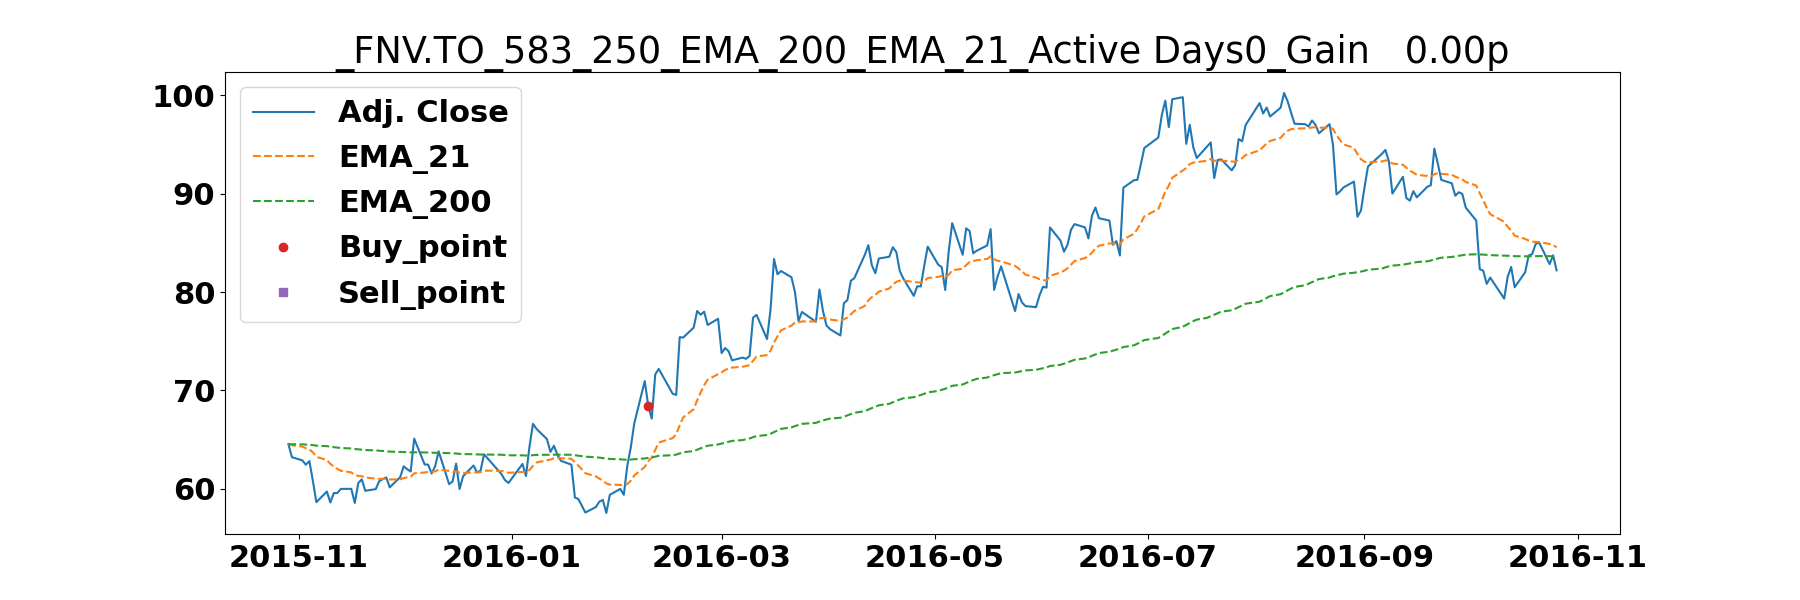 _FNV.TO_583_250_EMA_200_EMA_21_Active Days0_Gain   0.00p
100
90
80
70
60
Adj. Close
EMA_21
EMA_200
Buy_point
Sell_point
2015-11 2016-01 2016-03 2016-05 2016-07 2016-09 2016-11